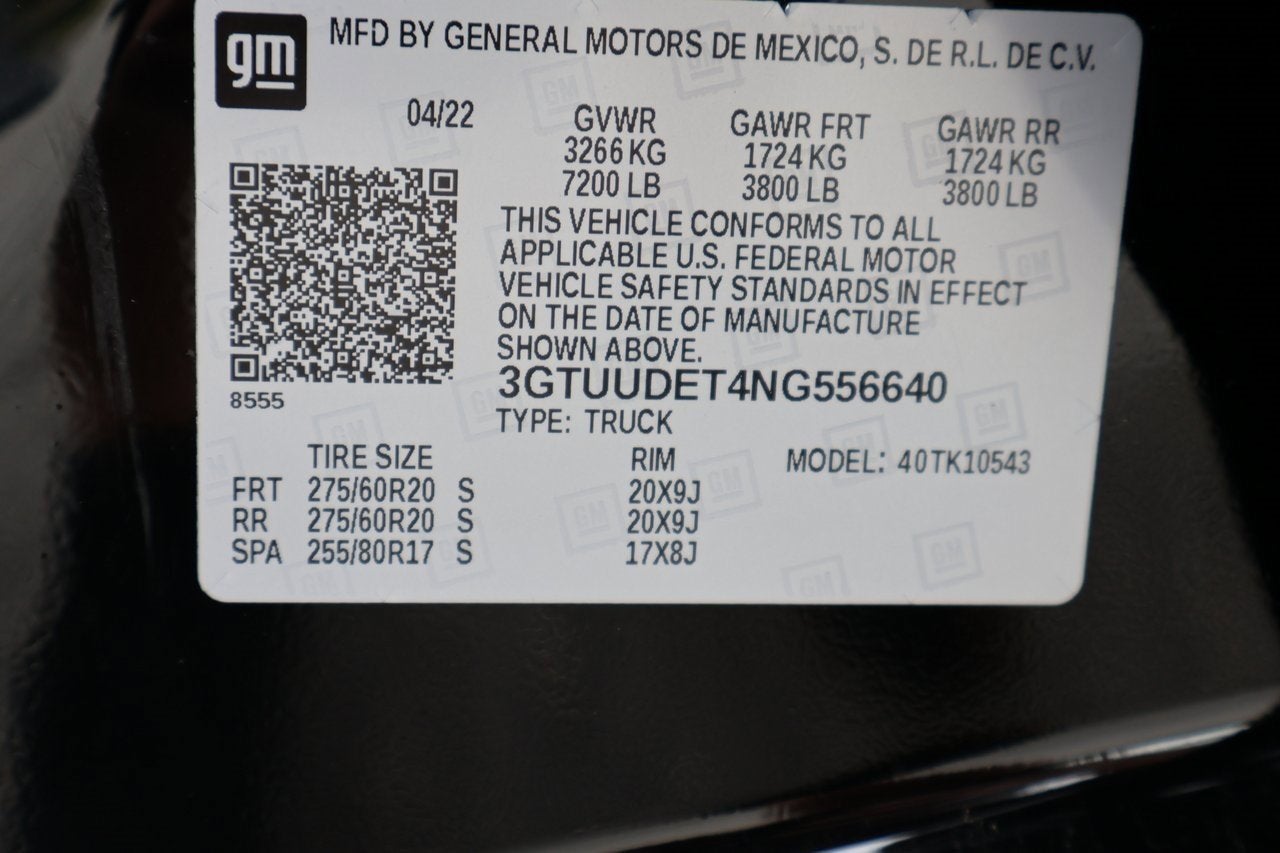 gm
MFD BY GENERAL MOTORS DE MEXICO, S. DE R.L. DE C.V.
04/22 GVWR GAWR FRT GAWR RR
3266 KG 1724 KG 1724 KG
7200 LB 3800 LB 3800 LB
THIS VEHICLE CONFORMS TO ALL
APPLICABLE U.S. FEDERAL MOTOR
VEHICLE SAFETY STANDARDS IN EFFECT
ON THE DATE OF MANUFACTURE
SHOWN ABOVE.
3GTUUDET4NG556640
8555
TYPE: TRUCK
TIRE SIZE RIM MODEL: 40TK10543
FRT 275/60R20 S 20X9J
RR 275/60R20 S 20X9J
SPA 255/80R17 S 17X8J